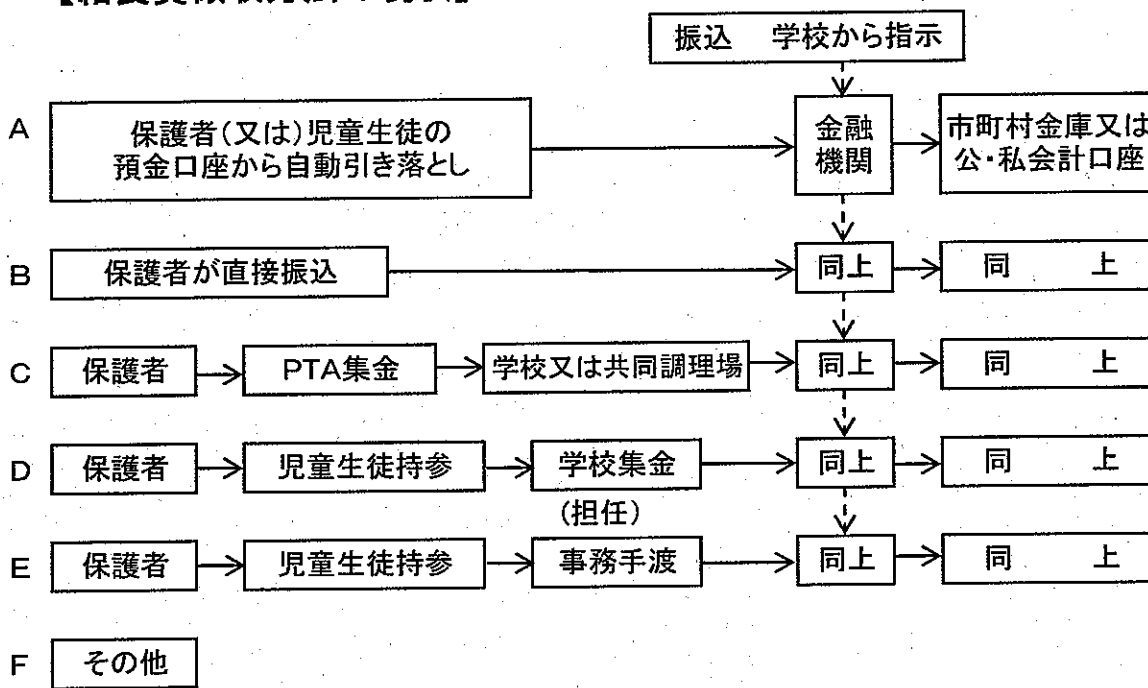 振込 学校から指示
A 保護者(又は)児童生徒の
預金口座から自動引き落とし
金融
機関
市町村金庫又は
公・私会計口座
B 保護者が直接振込 同上 同 上
C 保護者 PTA集金 学校又は共同調理場 同上 同 上
D 保護者 児童生徒持参 学校集金 同上 同 上
(担任)
E 保護者 児童生徒持参 事務手渡 同上 同 上
F その他